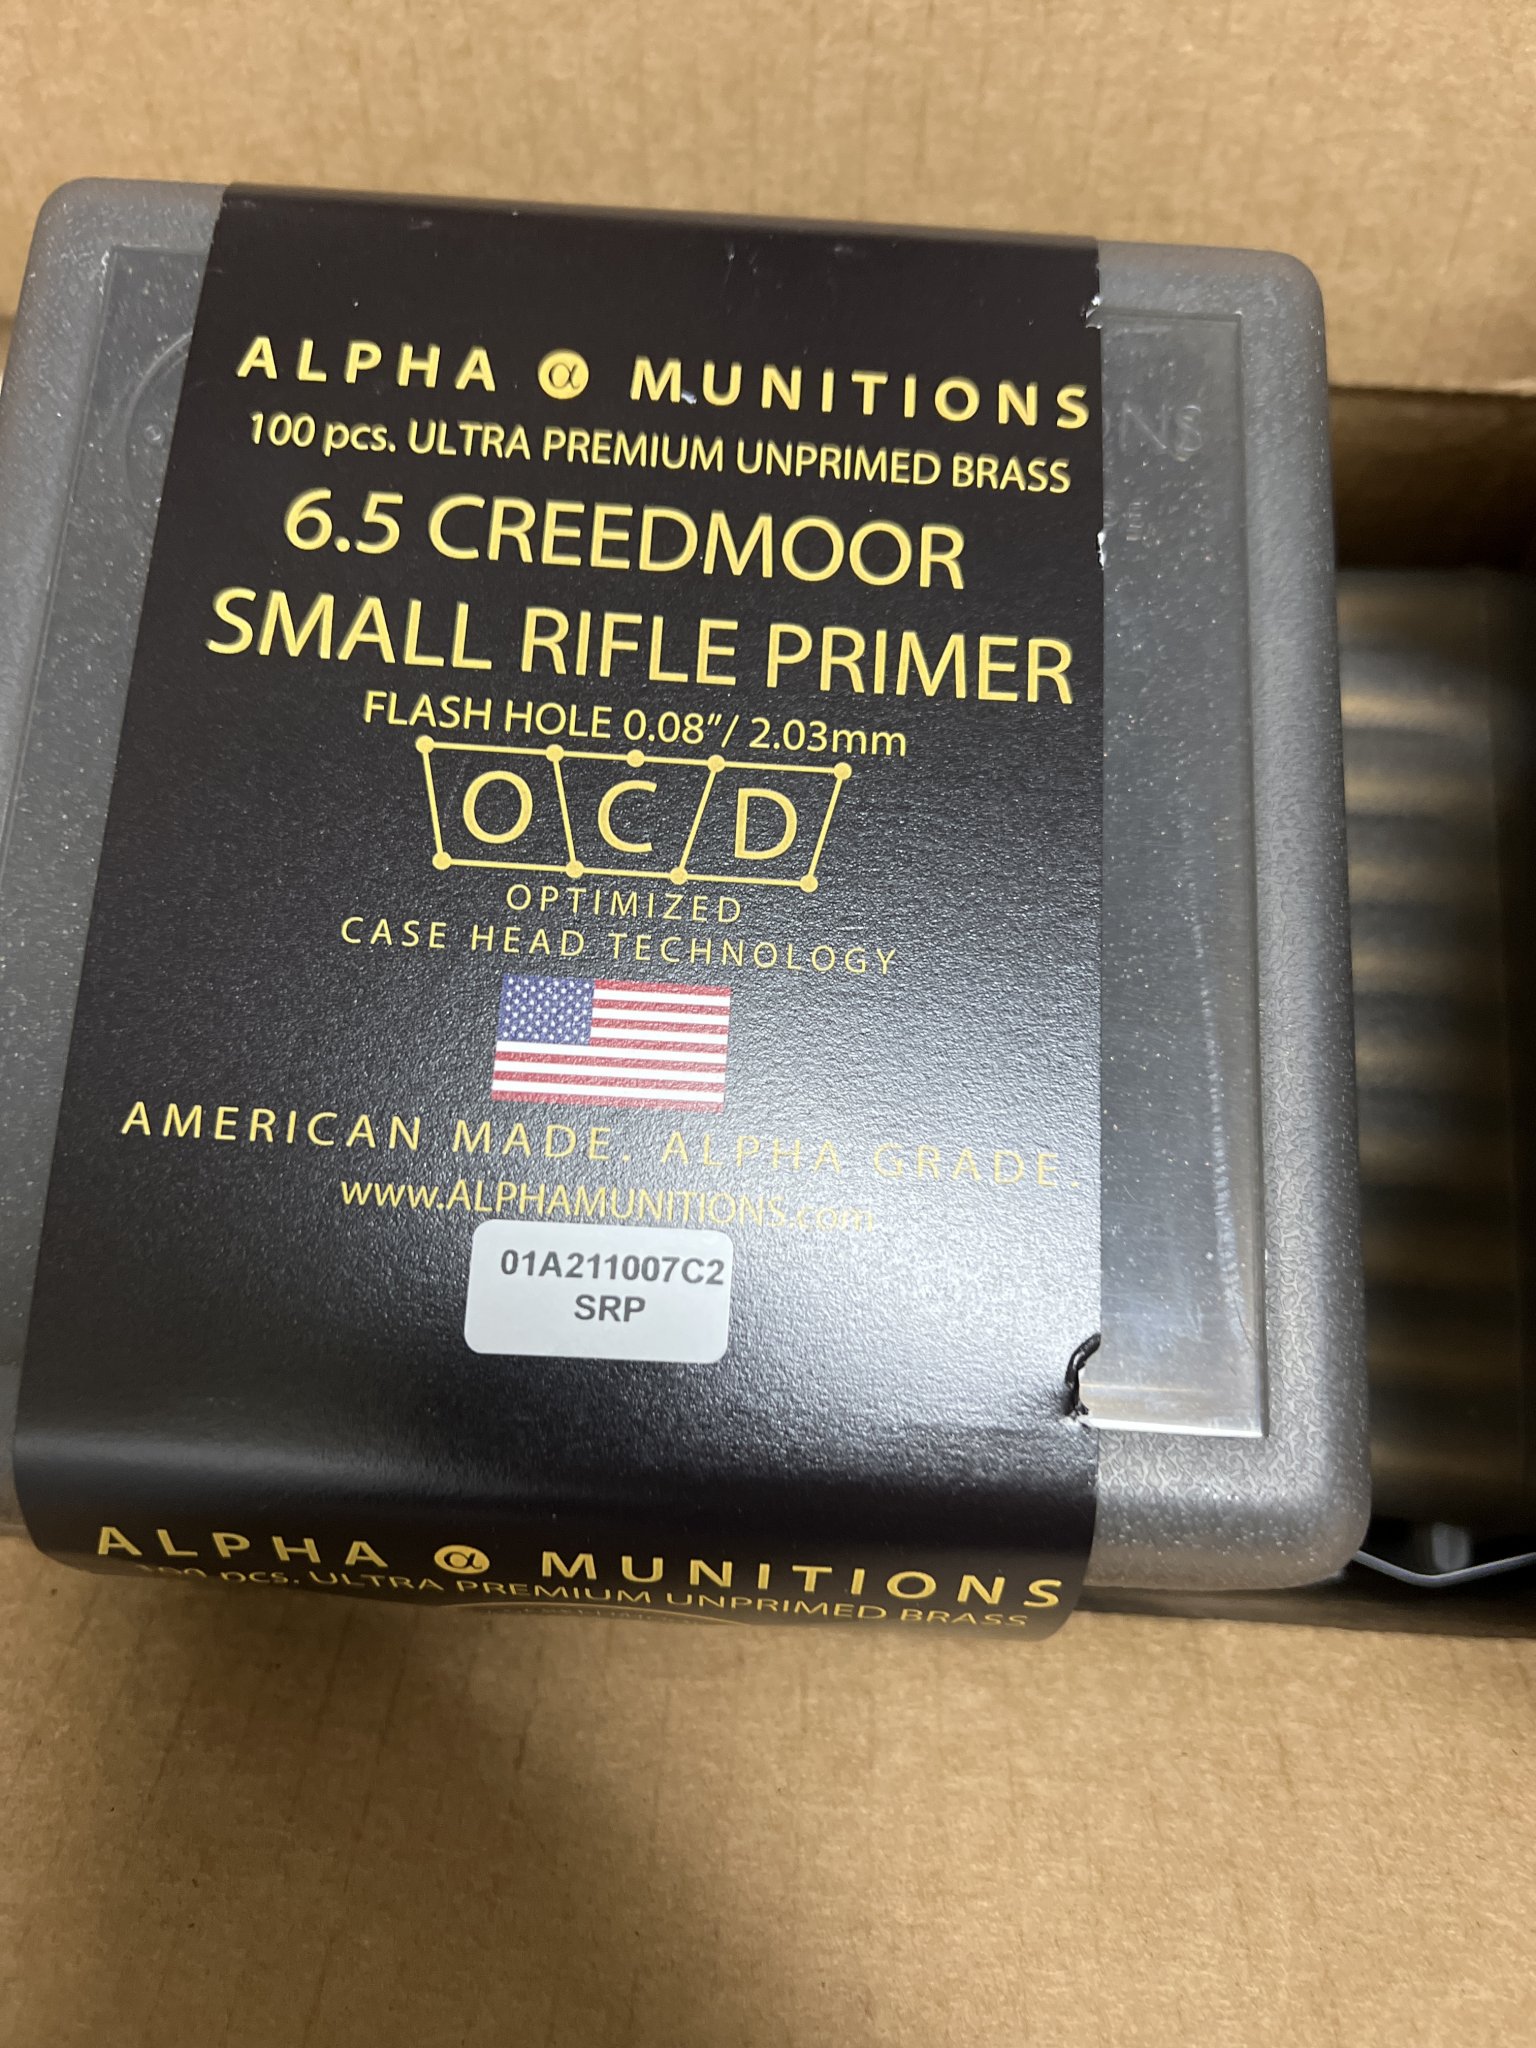 ALPHA α MUNITIONS
100 pcs. ULTRA PREMIUM UNPRIMED BRASS
6.5 CREEDMOOR
SMALL RIFLE PRIMER
FLASH HOLE 0.08"/ 2.03mm
OCD
OPTIMIZED
CASE HEAD TECHNOLOGY
AMERICAN MADE. ALPHA GRADE.
www.ALPHAMUNITIONS.com
01A211007C2
SRP
ALPHA α MUNITIONS
100 pcs. ULTRA PREMIUM UNPRIMED BRASS